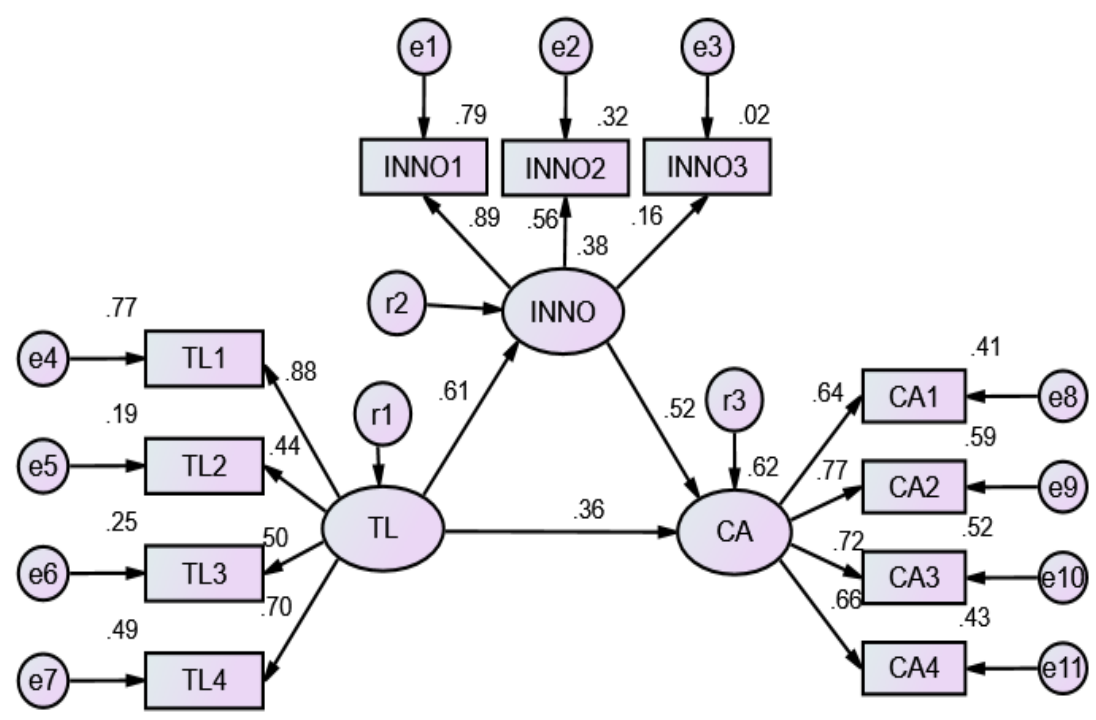 e1 e2 e3
.79 .32 .02
INNO1 INNO2 INNO3
.89 .56 .16
.38
r2 INNO
.77
e4 TL1 .88
.19
e5 TL2 .44
.25
e6 TL3 .50
.70
.49
e7 TL4
r1
.61
TL
.36
.52
r3
.62
CA
.41
.64 CA1 e8
.59
.77 CA2 e9
.52
.72 CA3 e10
.66 .43
CA4 e11